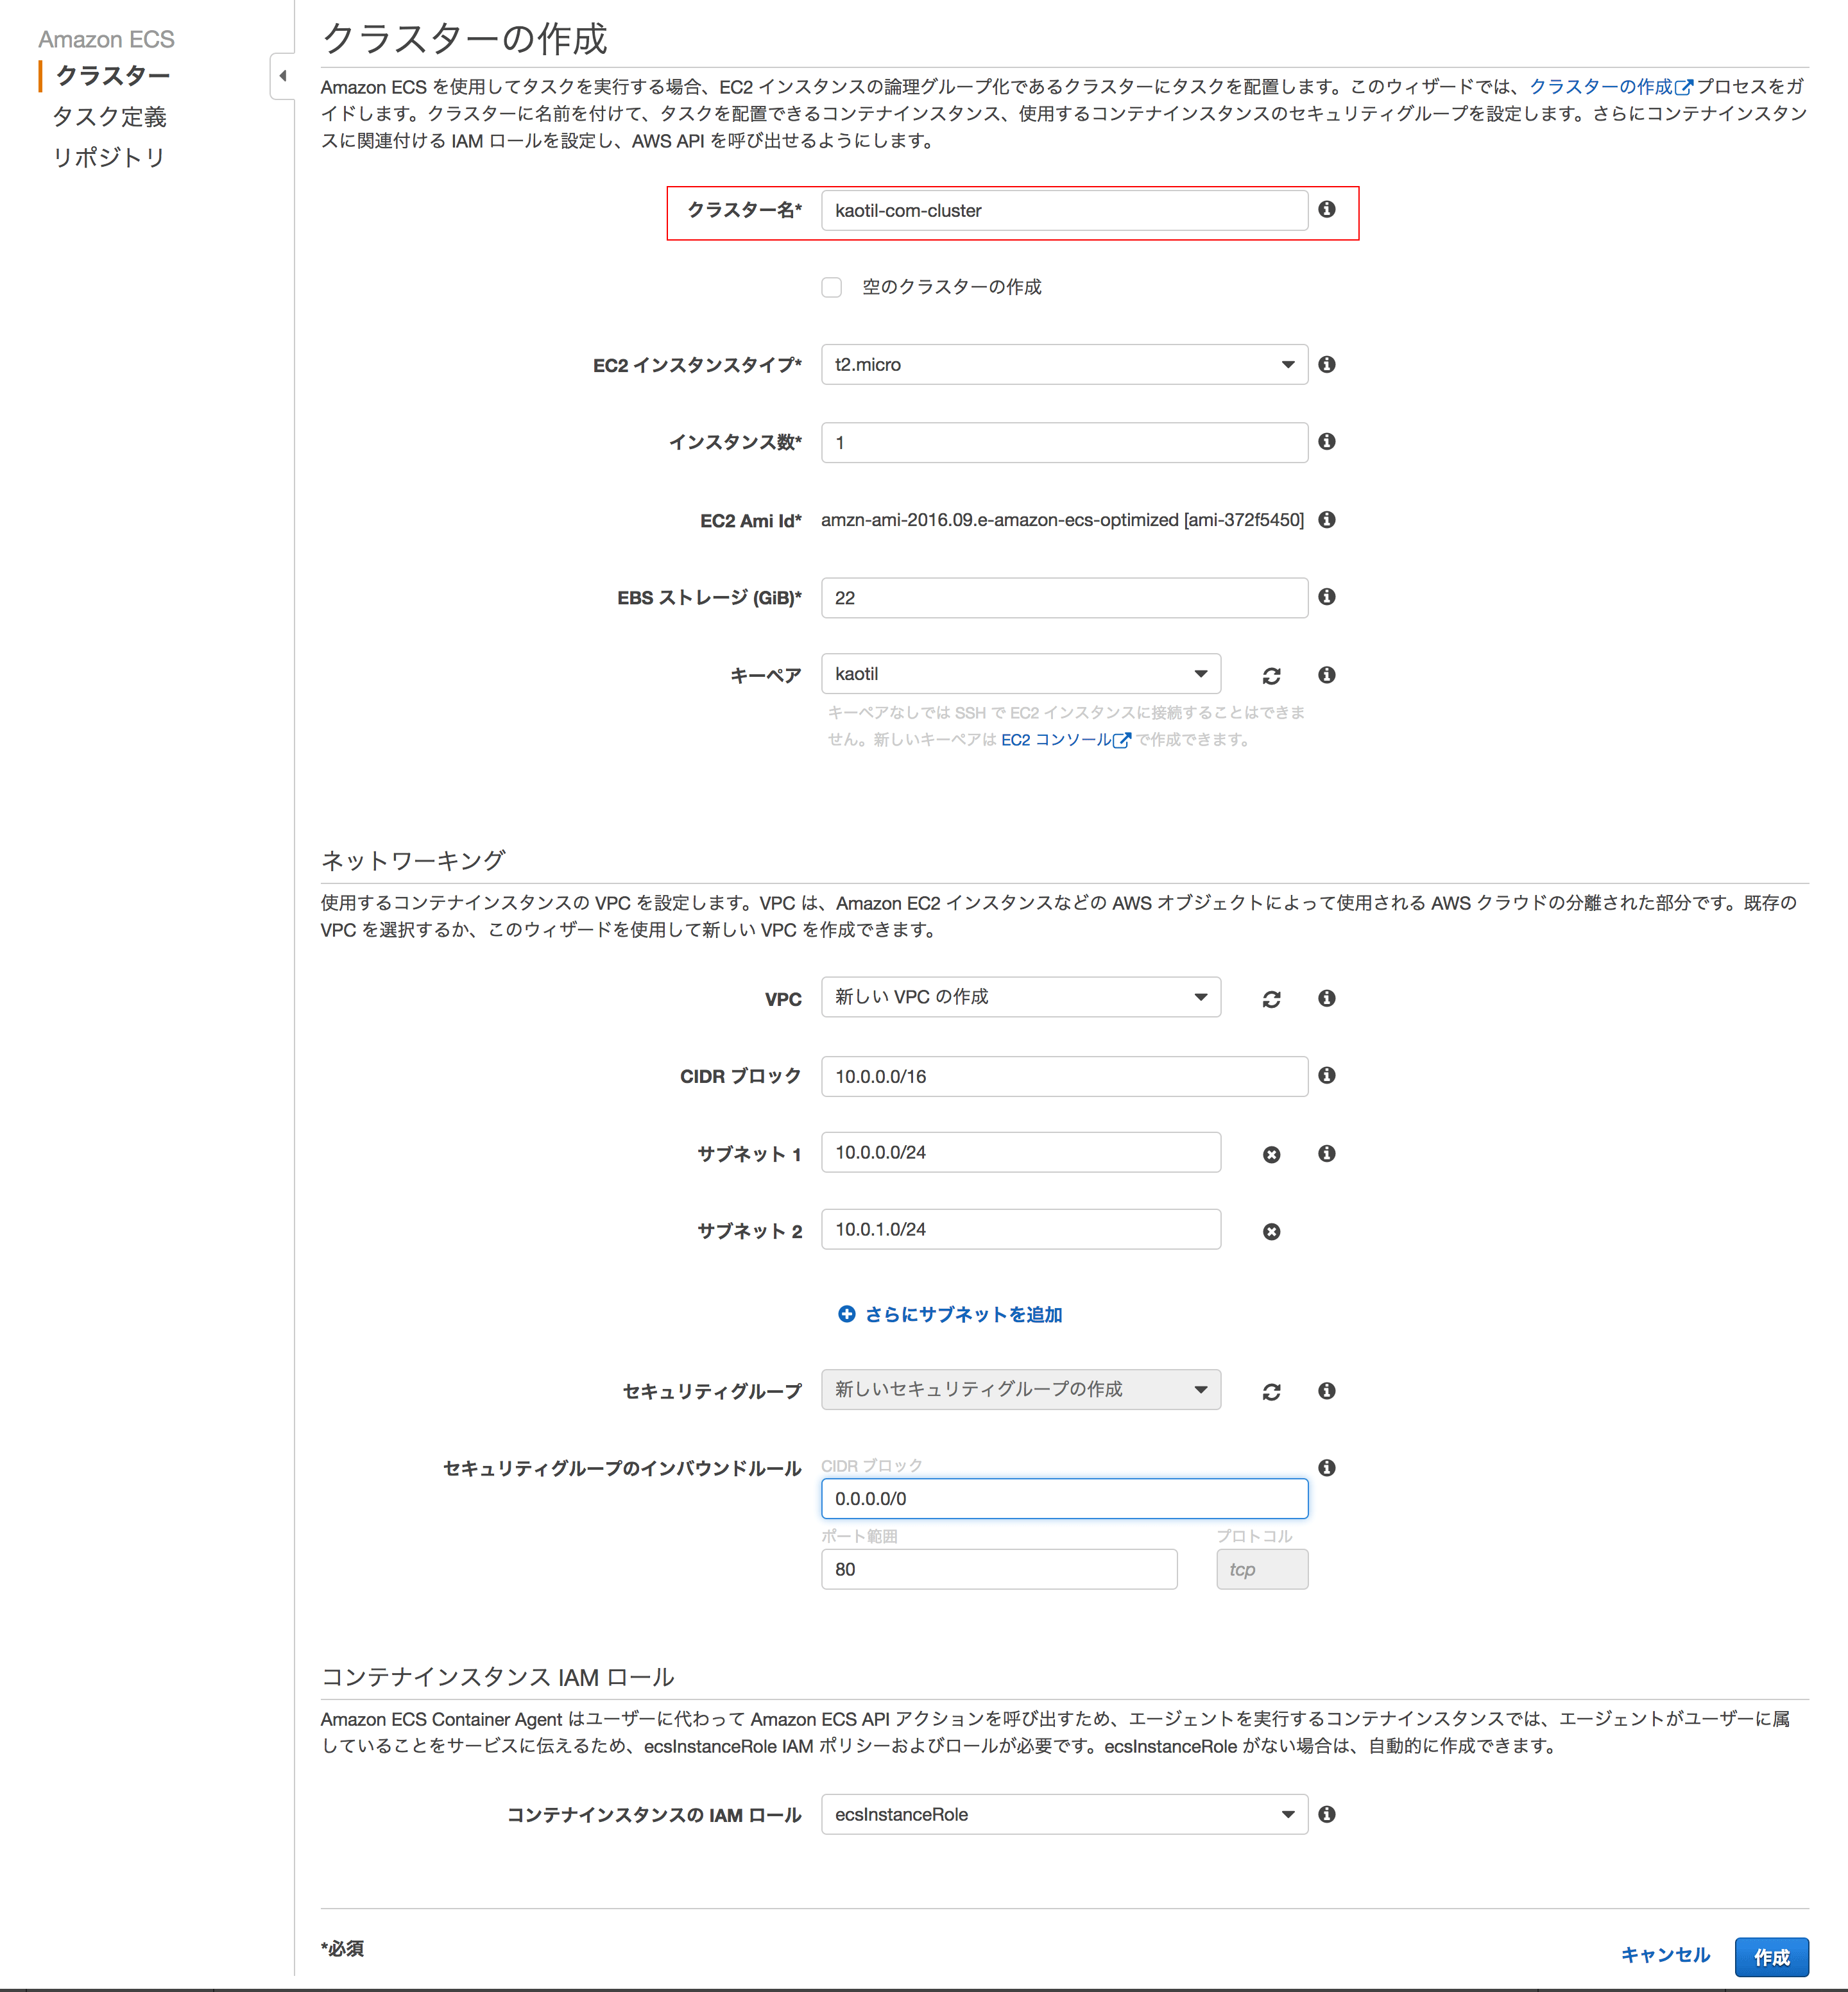 Amazon ECS
クラスター
タスク定義
リポジトリ
クラスターの作成
Amazon ECS を使用してタスクを実行する場合、EC2 インスタンスの論理グループ化であるクラスターにタスクを配置します。このウィザードでは、クラスターの作成プロセスをガ
イドします。クラスターに名前を付けて、タスクを配置できるコンテナインスタンス、使用するコンテナインスタンスのセキュリティグループを設定します。さらにコンテナインスタン
スに関連付ける IAM ロールを設定し、AWS API を呼び出せるようにします。
クラスター名* kaotil-com-cluster
空のクラスターの作成
EC2 インスタンスタイプ* t2.micro
インスタンス数* 1
EC2 Ami Id* amzn-ami-2016.09.e-amazon-ecs-optimized [ami-372f5450]
EBS ストレージ (GiB)* 22
キーペア kaotil
キーペアなしでは SSH で EC2 インスタンスに接続することはできま
せん。新しいキーペアは EC2 コンソール で作成できます。
ネットワーキング
使用するコンテナインスタンスの VPC を設定します。VPC は、Amazon EC2 インスタンスなどの AWS オブジェクトによって使用される AWS クラウドの分離された部分です。既存の
VPC を選択するか、このウィザードを使用して新しい VPC を作成できます。
VPC 新しい VPC の作成
CIDR ブロック 10.0.0.0/16
サブネット 1 10.0.0.0/24
サブネット 2 10.0.1.0/24
さらにサブネットを追加
セキュリティグループ 新しいセキュリティグループの作成
セキュリティグループのインバウンドルール CIDR ブロック
0.0.0.0/0
ポート範囲 プロトコル
80 tcp
コンテナインスタンス IAM ロール
Amazon ECS Container Agent はユーザーに代わって Amazon ECS API アクションを呼び出すため、エージェントを実行するコンテナインスタンスでは、エージェントがユーザーに属
していることをサービスに伝えるため、ecsInstanceRole IAM ポリシーおよびロールが必要です。ecsInstanceRole がない場合は、自動的に作成できます。
コンテナインスタンスの IAM ロール ecsInstanceRole
*必須
キャンセル 作成